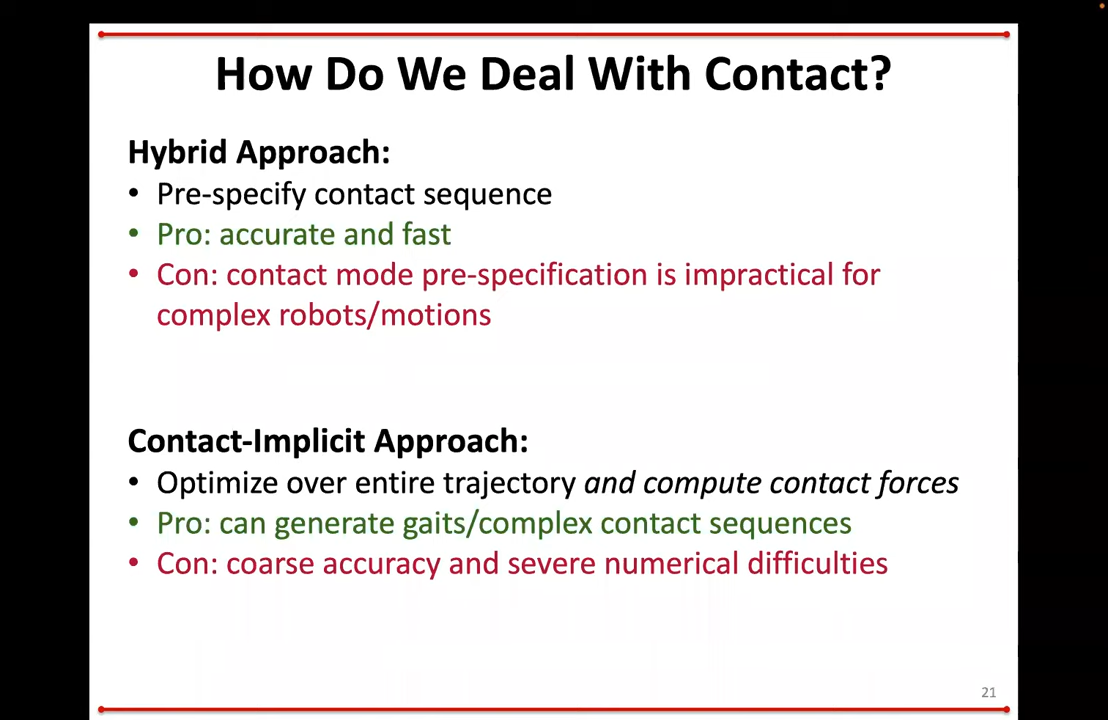 How Do We Deal With Contact?
Hybrid Approach:
• Pre-specify contact sequence
• Pro: accurate and fast
• Con: contact mode pre-specification is impractical for
complex robots/motions
Contact-Implicit Approach:
• Optimize over entire trajectory and compute contact forces
• Pro: can generate gaits/complex contact sequences
• Con: coarse accuracy and severe numerical difficulties
21